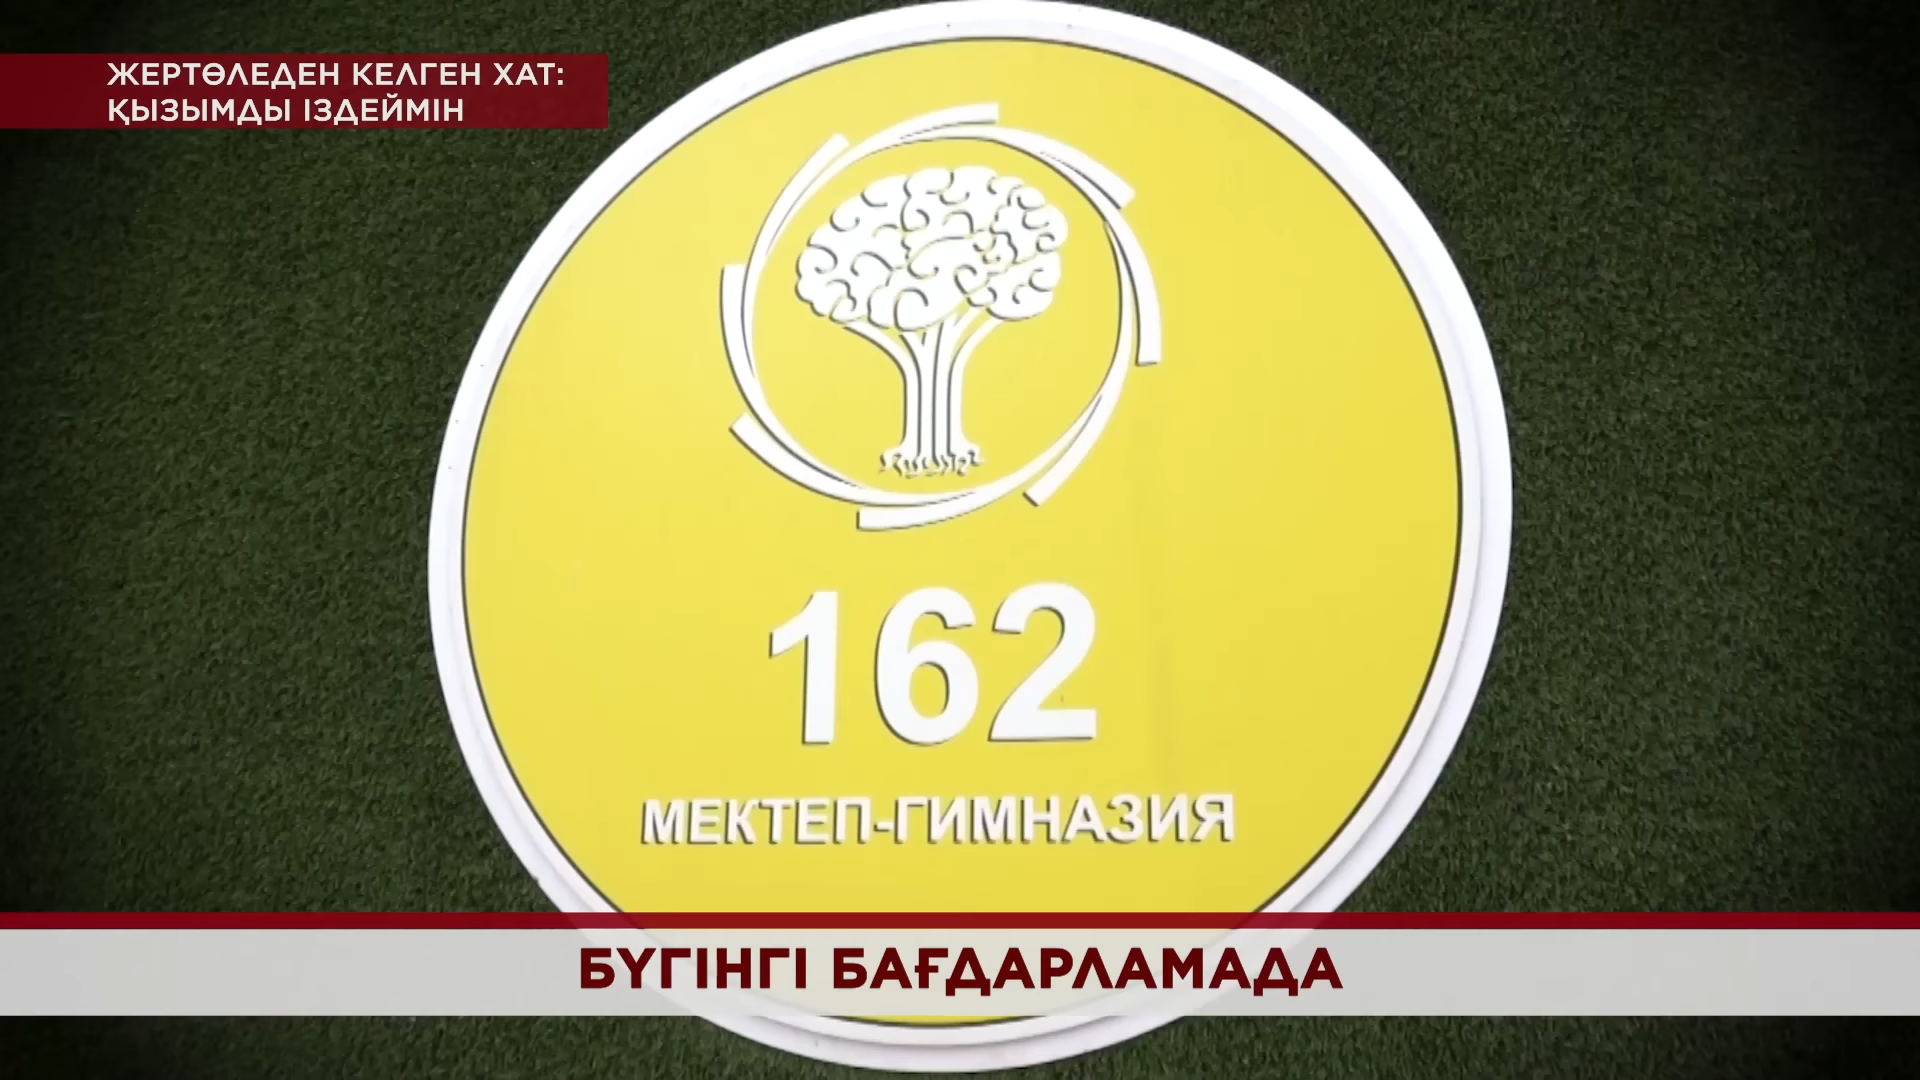 ЖЕРТӨЛЕДЕН КЕЛГЕН ХАТ:
ҚЫЗЫМДЫ ІЗДЕЙМІН
162
МЕКТЕП-ГИМНАЗИЯ
БҮГІНГІ БАҒДАРЛАМАДА